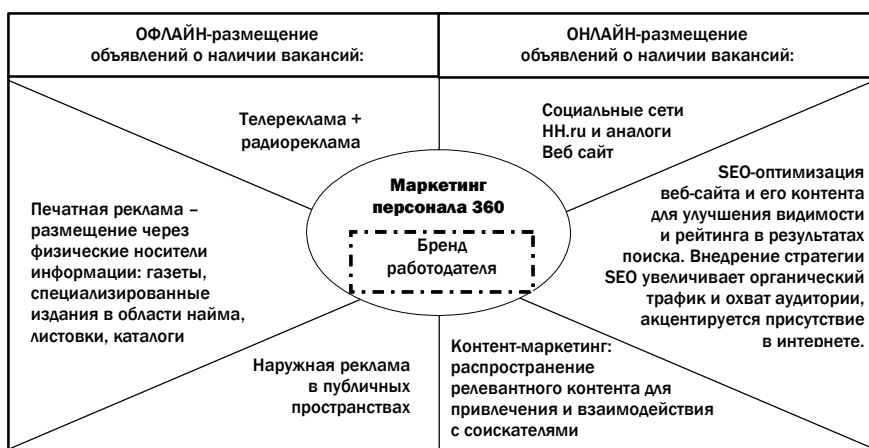 ОФЛАЙН-размещение
объявлений о наличии вакансий:
ОНЛАЙН-размещение
объявлений о наличии вакансий:
Телереклама +
радиореклама
Социальные сети
HH.ru и аналоги
Веб сайт
Маркетинг
персонала 360
Бренд
работодателя
Печатная реклама –
размещение через
физические носители
информации: газеты,
специализированные
издания в области найма,
листовки, каталоги
SEO-оптимизация
веб-сайта и его контента
для улучшения видимости
и рейтинга в результатах
поиска. Внедрение стратегии
SEO увеличивает органический
трафик и охват аудитории,
акцентируется присутствие
в интернете.
Наружная реклама
в публичных
пространствах
Контент-маркетинг:
распространение
релевантного контента для
привлечения и взаимодействия
с соискателями